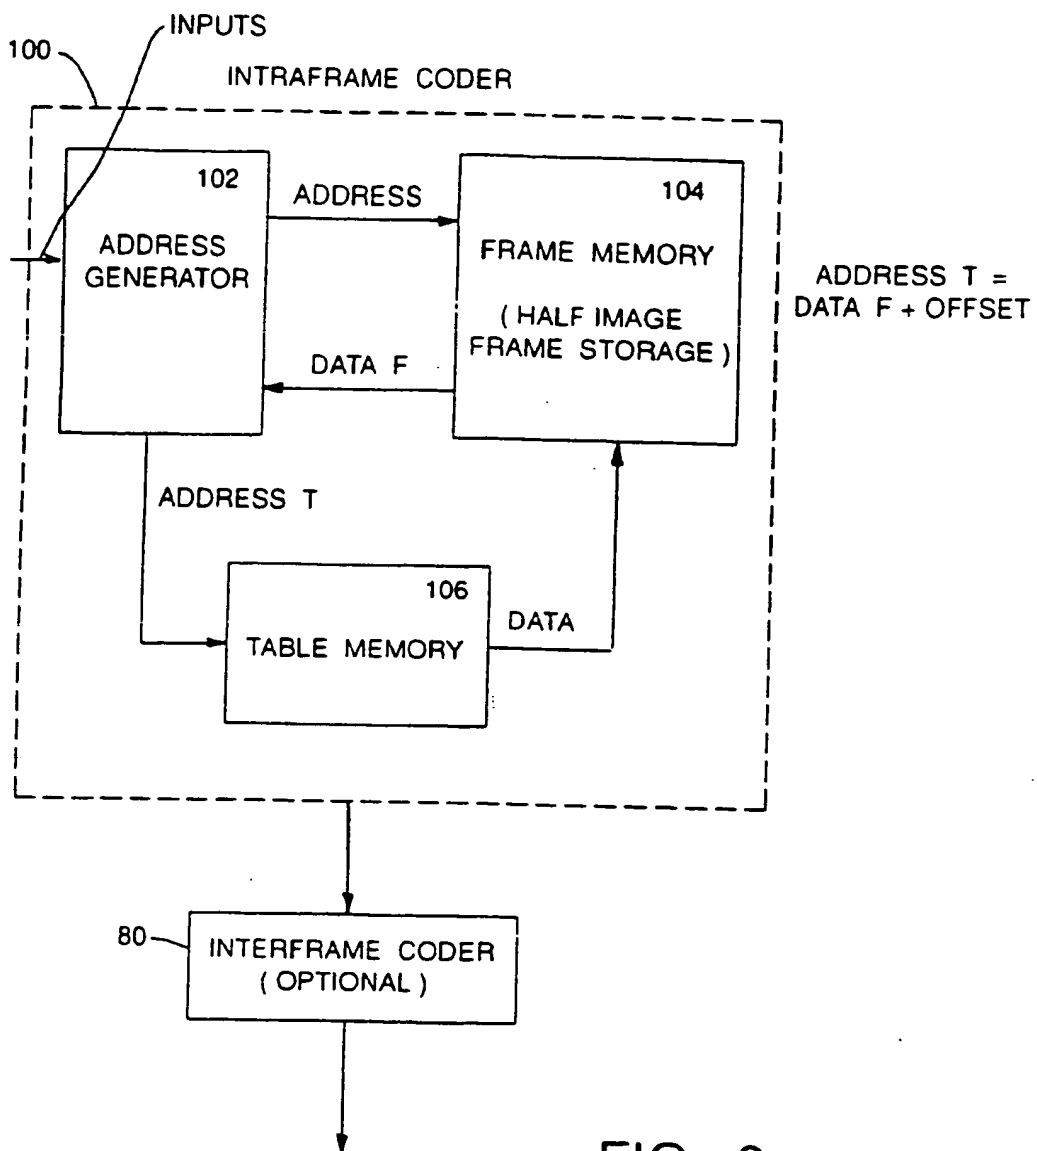 INPUTS
100
INTRAFRAME CODER
102
ADDRESS
GENERATOR
ADDRESS
104
FRAME MEMORY
( HALF IMAGE
FRAME STORAGE )
ADDRESS T =
DATA F + OFFSET
DATA F
ADDRESS T
106
TABLE MEMORY
DATA
80
INTERFRAME CODER
( OPTIONAL )
FIG.